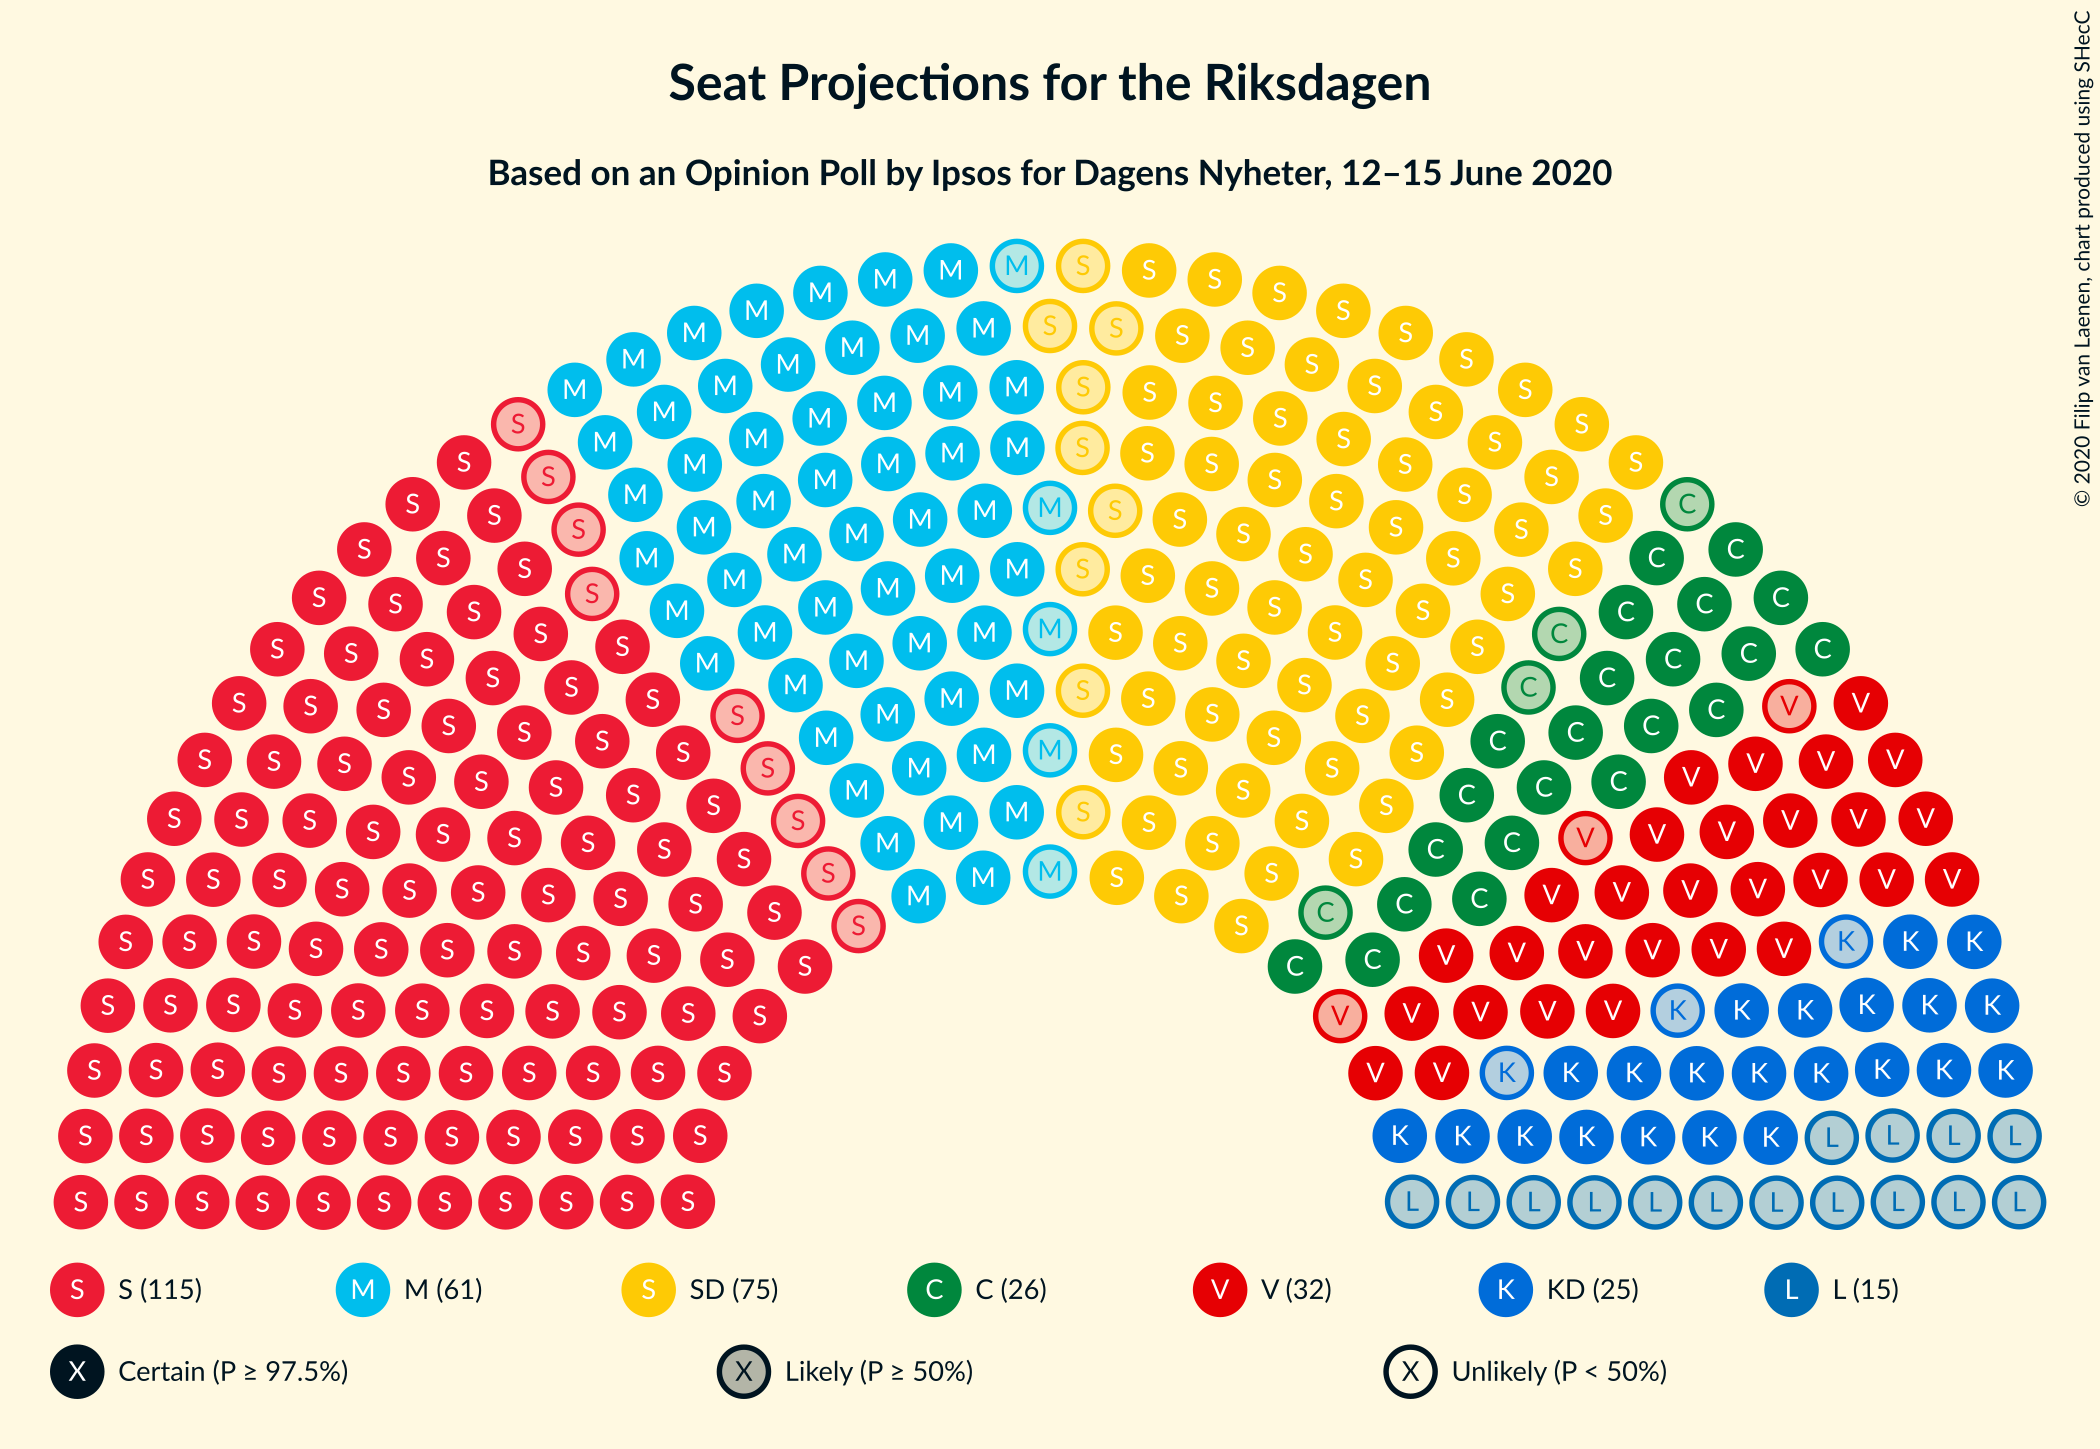 Seat Projections for the Riksdagen
Based on an Opinion Poll by Ipsos for Dagens Nyheter, 12–15 June 2020
© 2020 Filip van Laenen, chart produced using SHecC
S S (115) M M (61) S SD (75) C C (26) V V (32) K KD (25) L L (15)
X Certain (P ≥ 97.5%) X Likely (P ≥ 50%) X Unlikely (P < 50%)